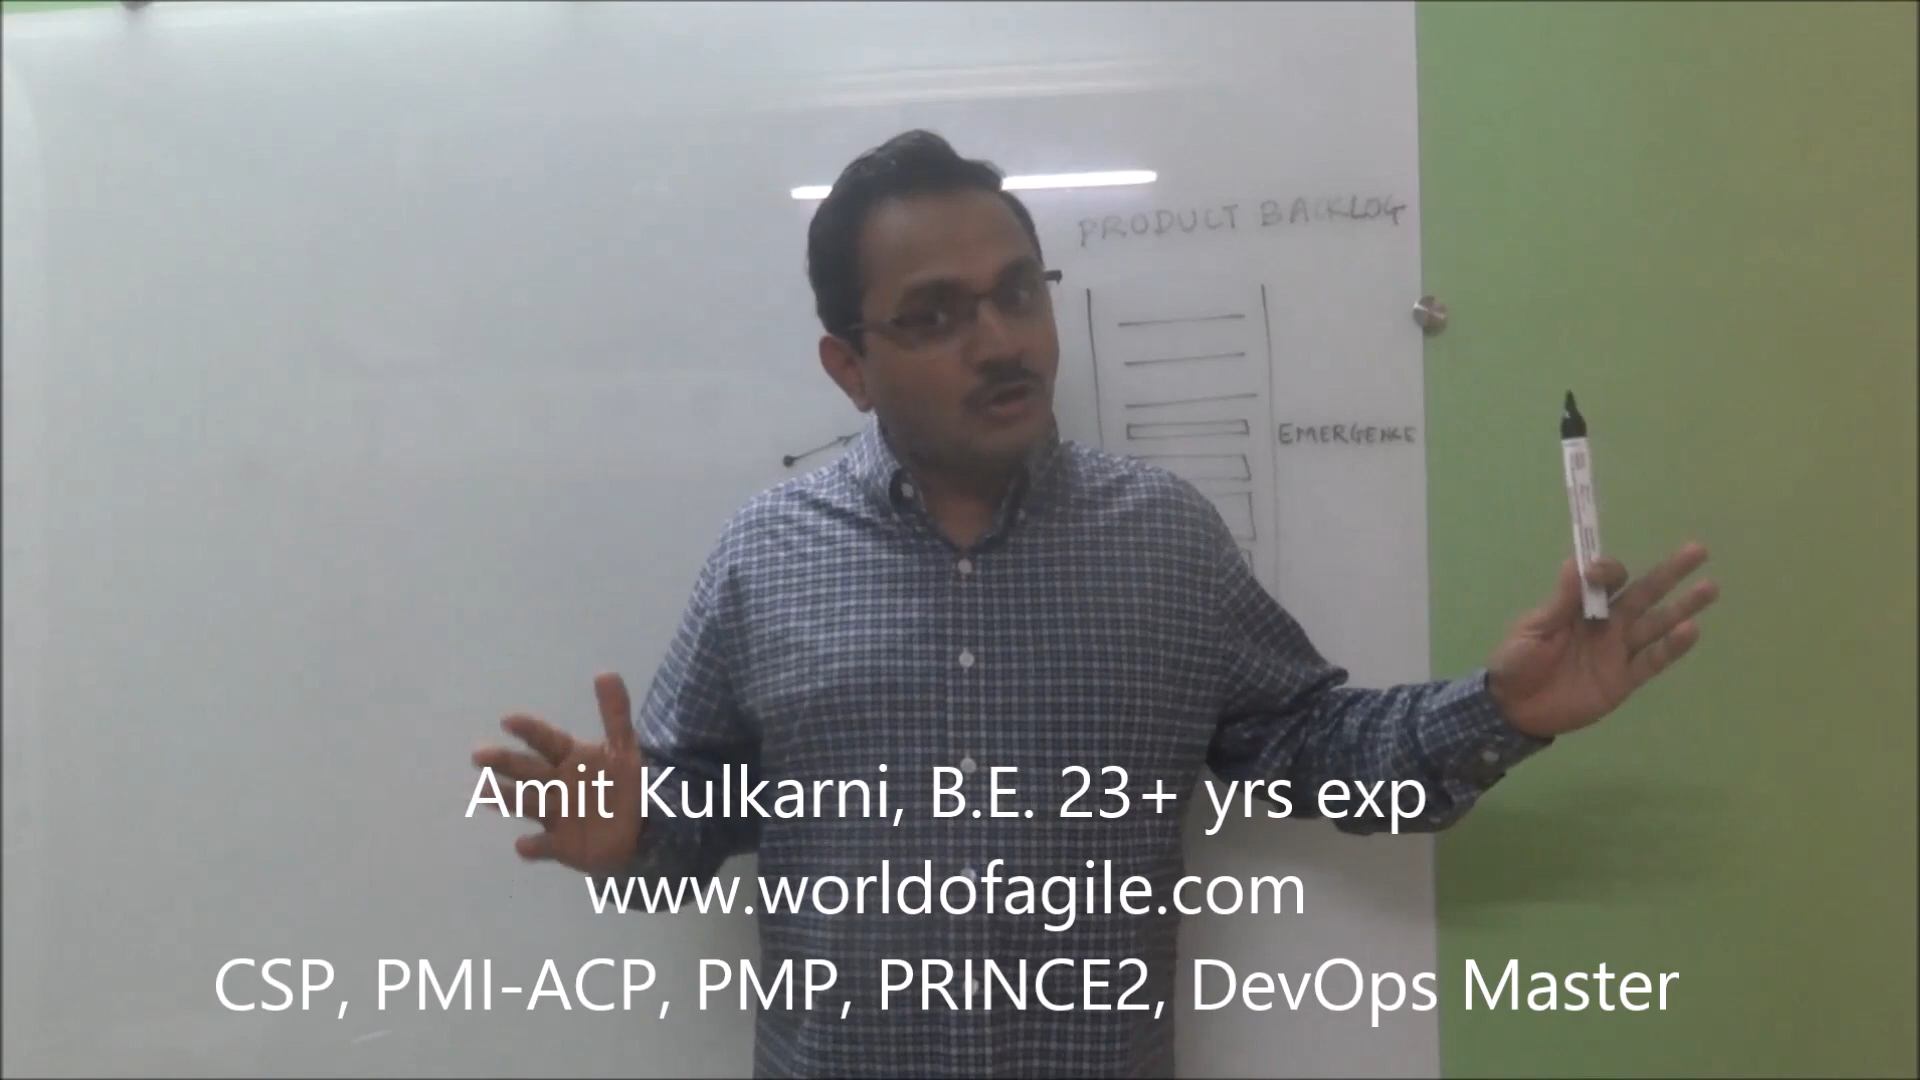 PRODUCT BACKLOG
EMERGENCE
Amit Kulkarni, B.E. 23+ yrs exp
www.worldofagile.com
CSP, PMI-ACP, PMP, PRINCE2, DevOps Master